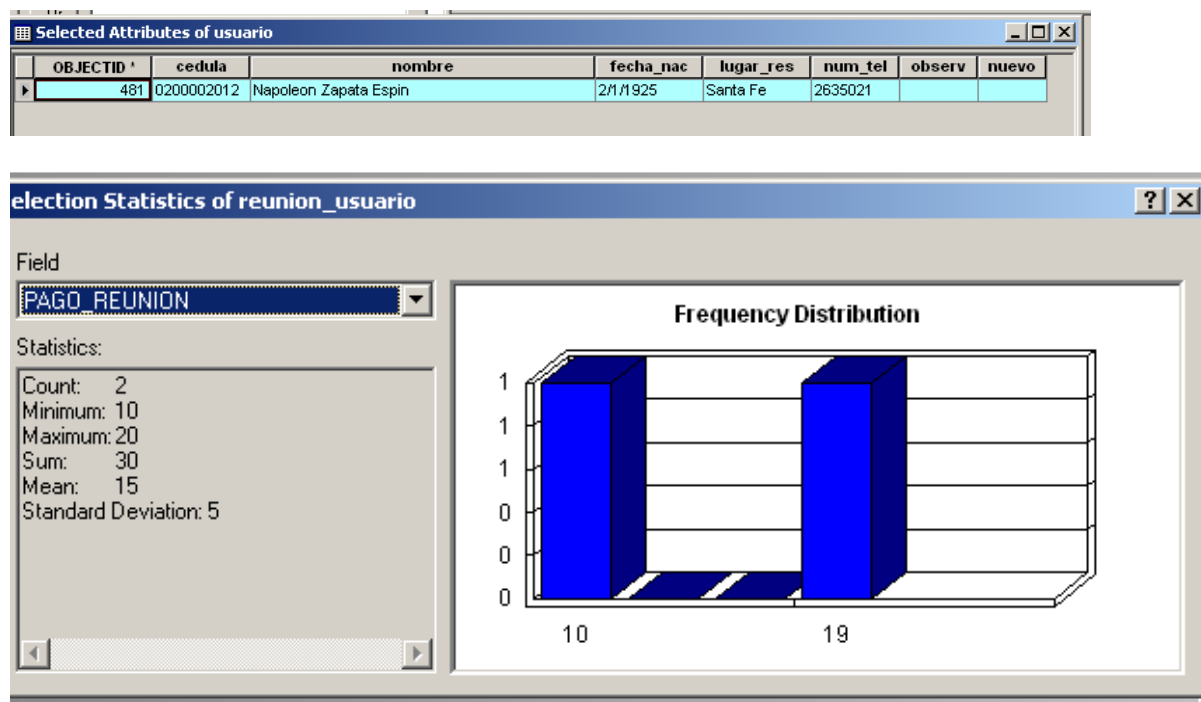 Selected Attributes of usuario
OBJECTID * cedula nombre fecha_nac lugar_res num_tel observ nuevo
481 0200002012 Napoleon Zapata Espin 2/1/1925 Santa Fe 2635021
election Statistics of reunion_usuario
Field
PAGO_REUNION
Statistics:
Count: 2
Minimum: 10
Maximum: 20
Sum: 30
Mean: 15
Standard Deviation: 5
Frequency Distribution
1
1
1
0
0
0
10 19